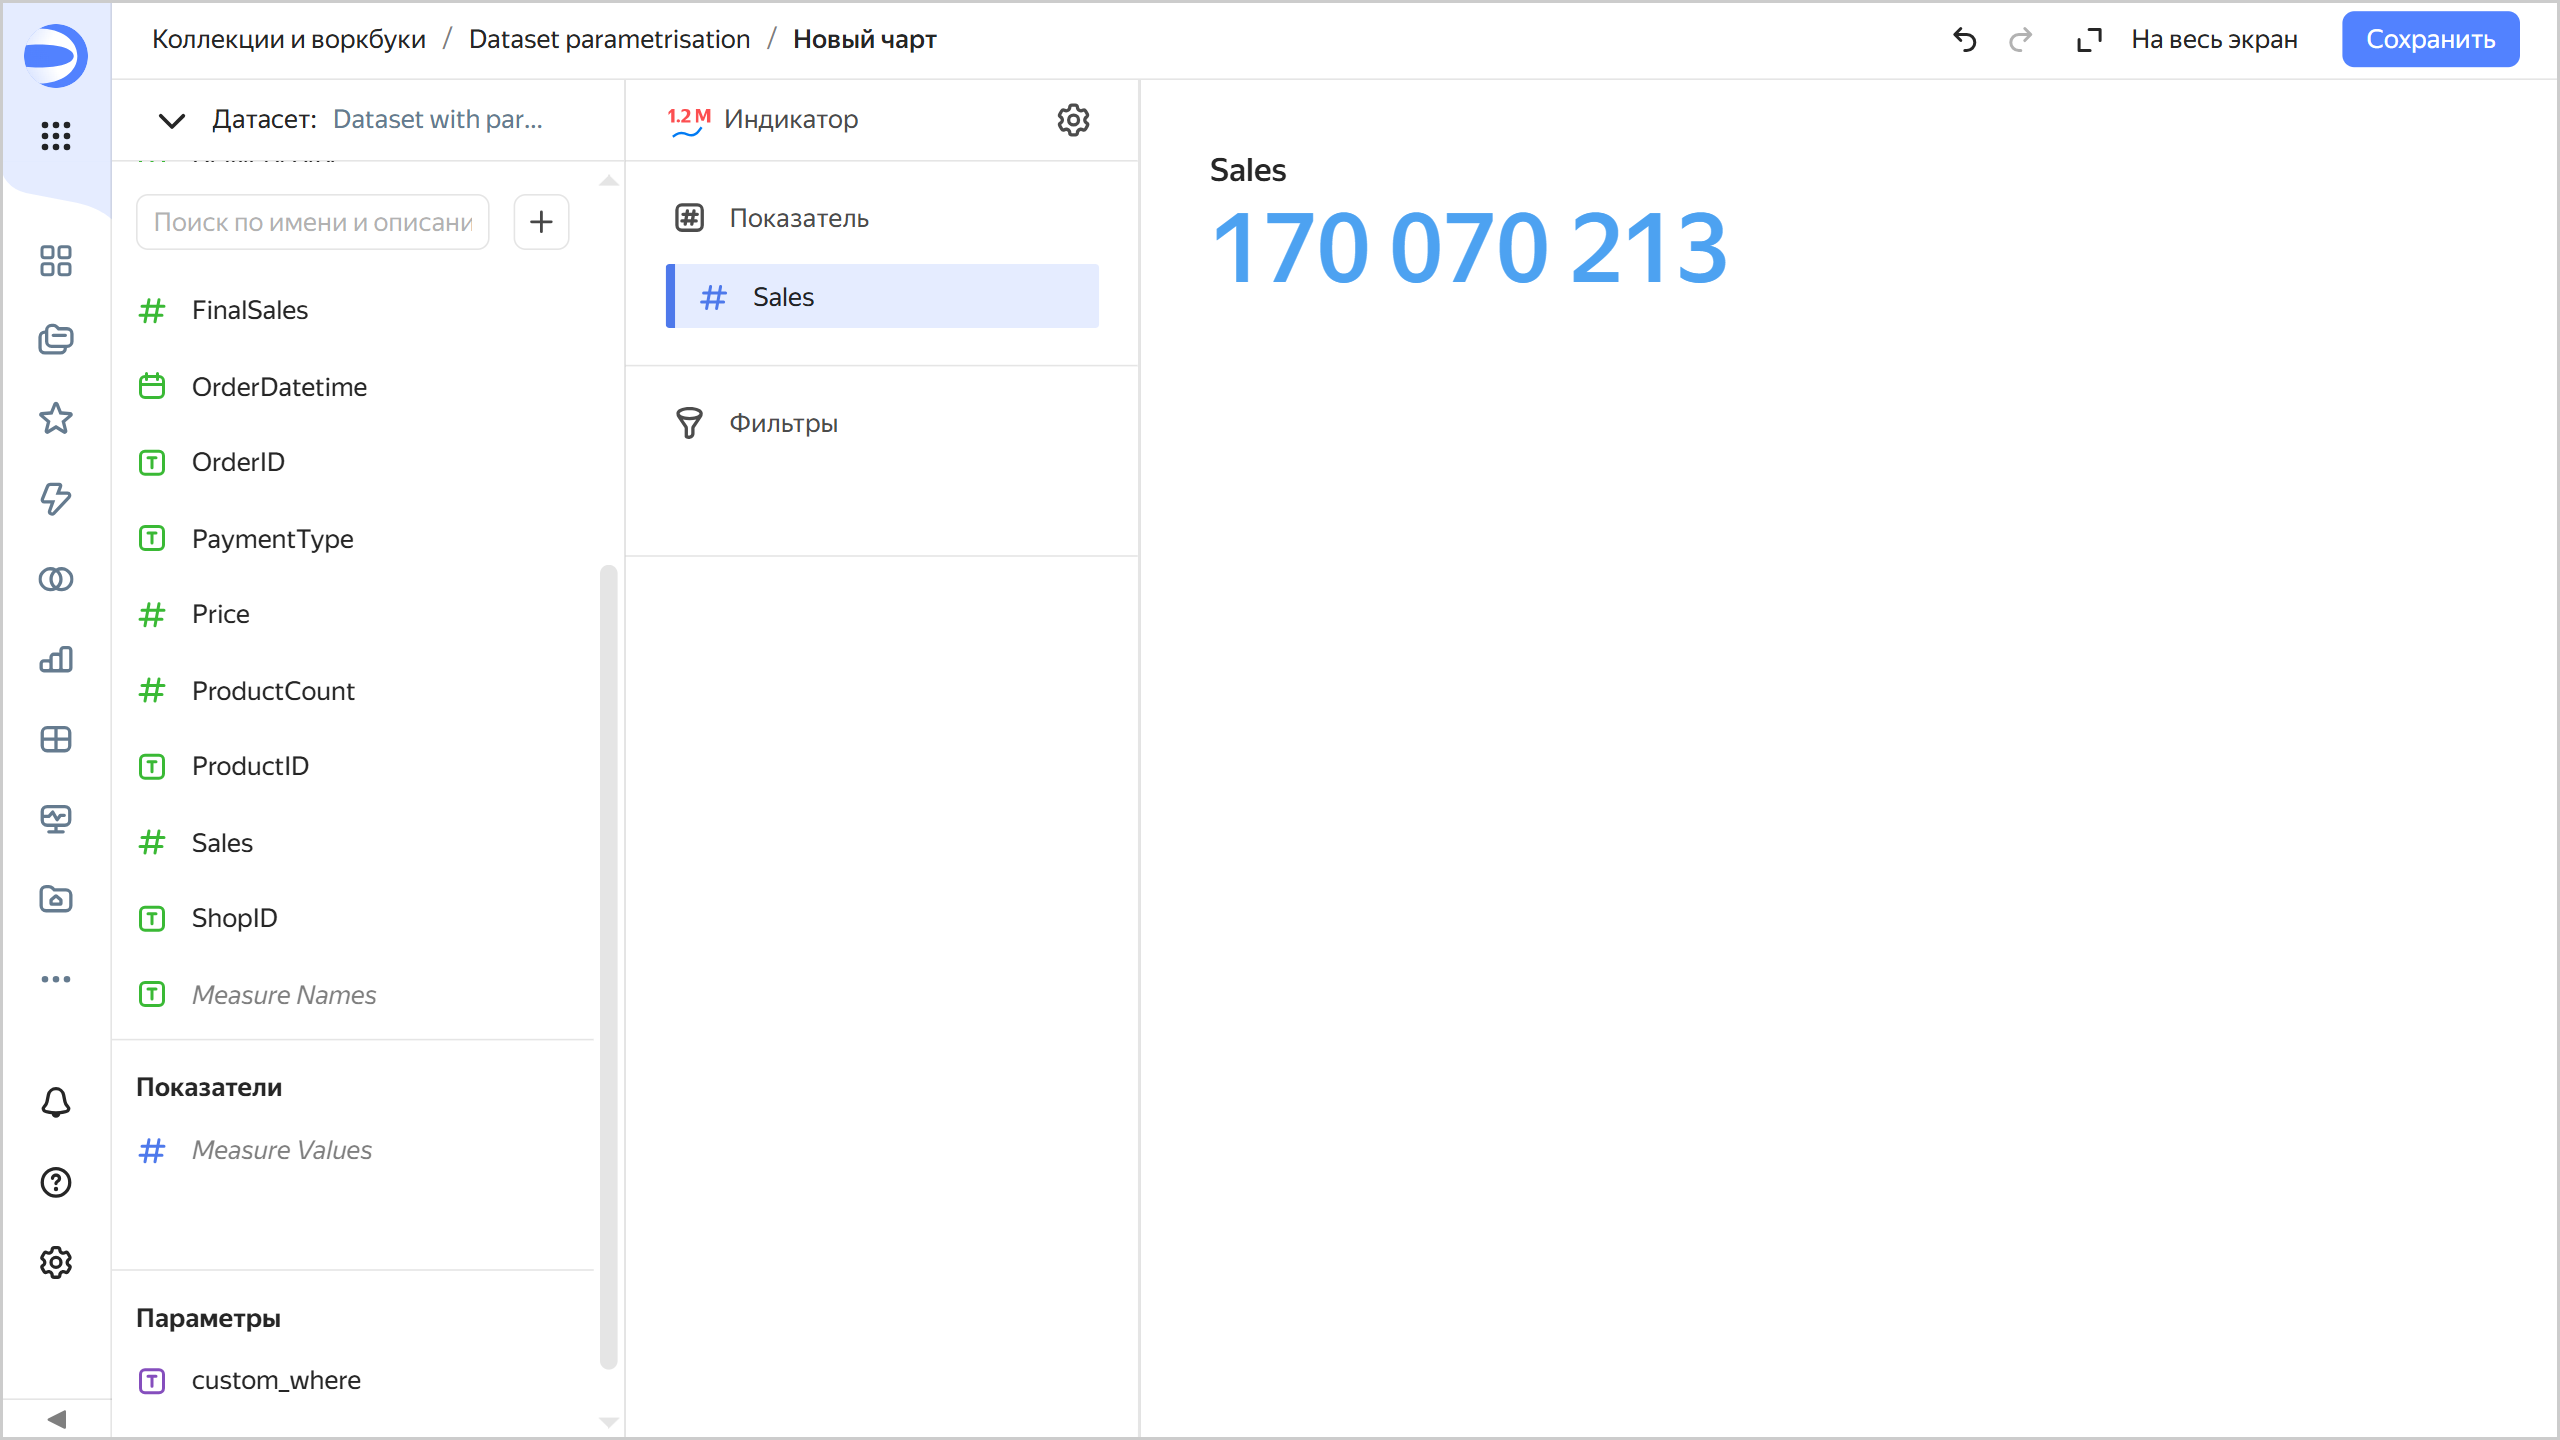 Коллекции и воркбуки / Dataset parametrisation / Новый чарт
На весь экран
Сохранить
Датасет: Dataset with par...
Поиск по имени и описани
FinalSales
OrderDatetime
OrderID
PaymentType
Price
ProductCount
ProductID
Sales
ShopID
Measure Names
Показатели
Measure Values
Параметры
custom_where
1.2M Индикатор
Показатель
Sales
Фильтры
Sales
170 070 213